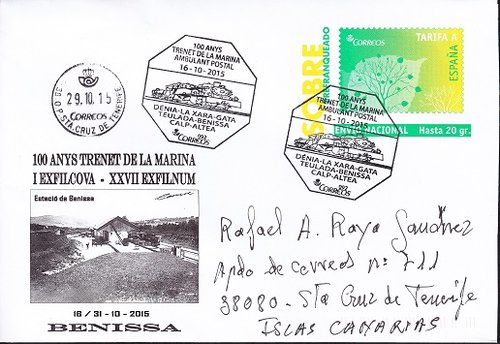 100 ANYS
TRENET DE LA MARINA
AMBULANT POSTAL
16-10-2015
DÉNIA-LA XARA-GATA
TEULADA-BENISSA
CALP-ALTEA
CORREOS
29.10.15
CORREOS
STA. CRUZ DE TENERIFE
SOBRE
FRANQUEADO
CORREOS
TARIFA A
ESPAÑA
ENVÍO NACIONAL Hasta 20 gr.
100 ANYS
TRENET DE LA MARINA
AMBULANT POSTAL
16-10-2015
DÉNIA-LA XARA-GATA
TEULADA-BENISSA
CALP-ALTEA
CORREOS
100 ANYS TRENET DE LA MARINA
I EXFILCOVA - XXVII EXFILNUM
Estació de Benissa
16 / 31 - 10 - 2015
BENISSA
Rafael A. Raya Sanchez
Apdo de correos nº 711
38080 - Sta Cruz de Tenerife
ISLAS CANARIAS